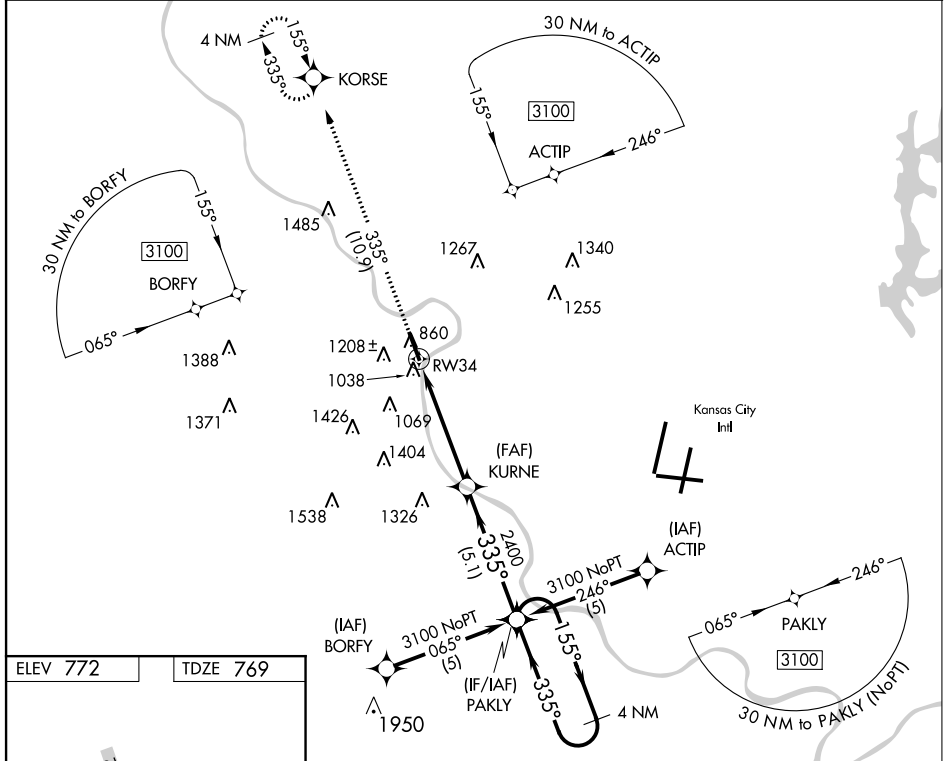 4 NM
155°
335°
KORSE
30 NM to ACTIP
155°
3100
246°
ACTIP
30 NM to BORFY
155°
3100
BORFY
065°
1485
335°
(10.9)
1267
1340
1255
1388
1208 ±
860
RW34
1038
1371
1426
1069
1404
Kansas City
Intl
(FAF)
KURNE
1538
1326
2400
335°
(5.1)
(IAF)
ACTIP
3100 NoPT
246°
(5)
(IAF)
BORFY
3100 NoPT
065°
(5)
155°
(IF/IAF)
PAKLY
335°
4 NM
1950
065°
246°
PAKLY
3100
30 NM to PAKLY (NoPT)
ELEV 772
TDZE 769